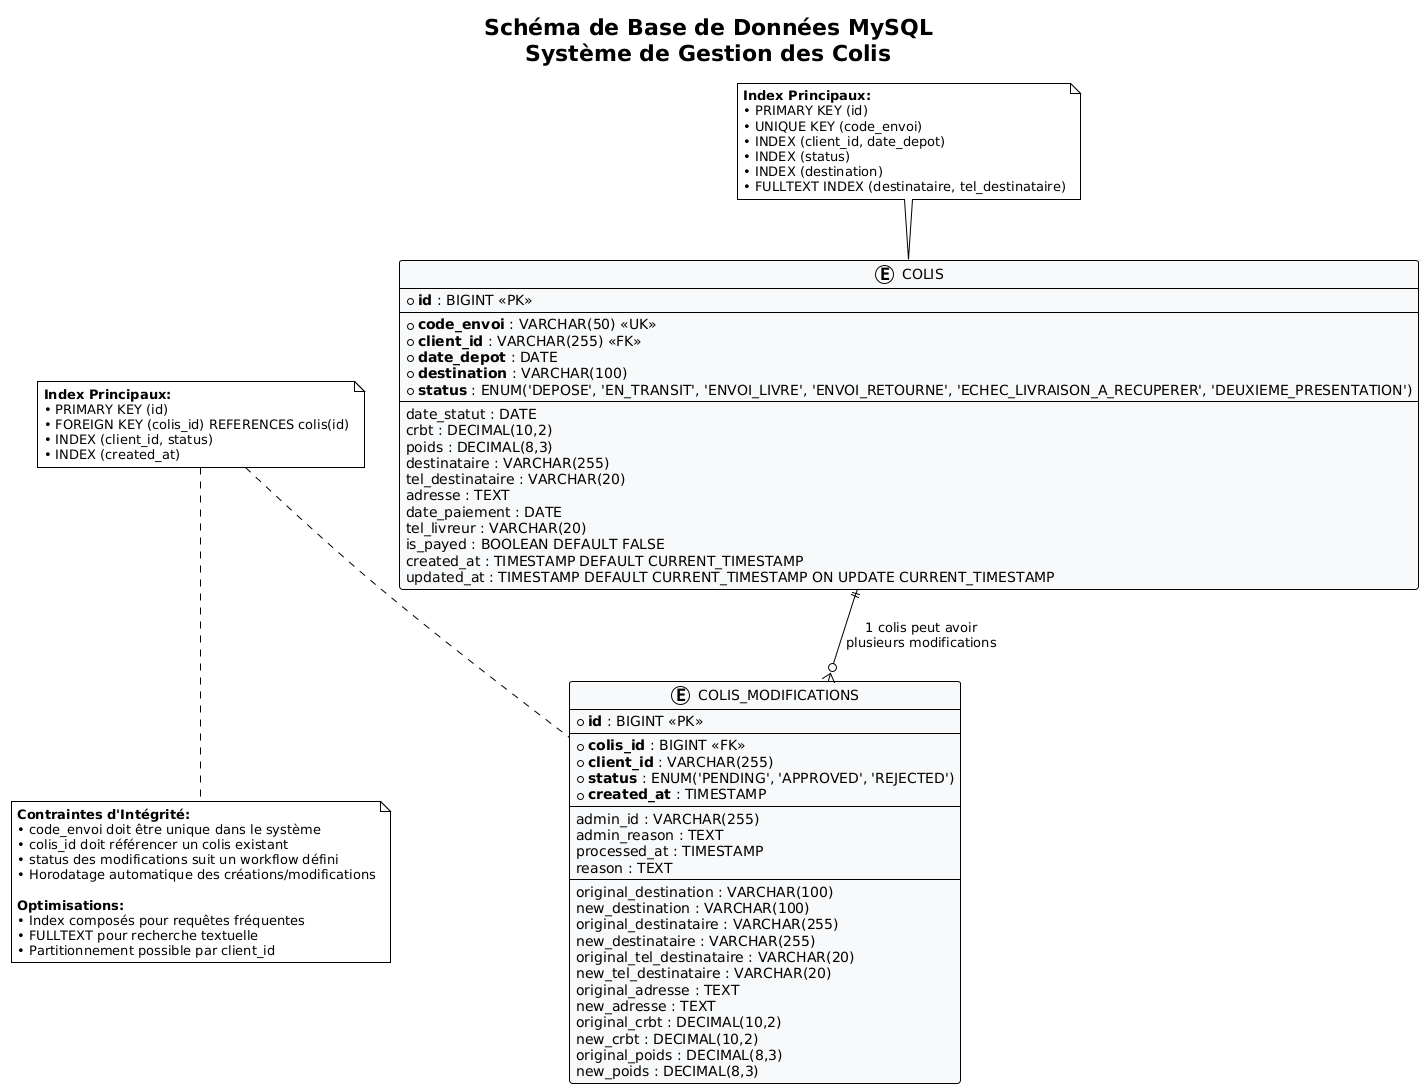 Schéma de Base de Données MySQL
Système de Gestion des Colis
Index Principaux:
• PRIMARY KEY (id)
• UNIQUE KEY (code_envoi)
• INDEX (client_id, date_depot)
• INDEX (status)
• INDEX (destination)
• FULLTEXT INDEX (destinataire, tel_destinataire)
E COLIS
id : BIGINT «PK»
code_envoi : VARCHAR(50) «UK»
client_id : VARCHAR(255) «FK»
date_depot : DATE
destination : VARCHAR(100)
status : ENUM('DEPOSE', 'EN_TRANSIT', 'ENVOI_LIVRE', 'ENVOI_RETOURNE', 'ECHEC_LIVRAISON_A_RECUPERER', 'DEUXIEME_PRESENTATION')
date_statut : DATE
crbt : DECIMAL(10,2)
poids : DECIMAL(8,3)
destinataire : VARCHAR(255)
tel_destinataire : VARCHAR(20)
adresse : TEXT
date_paiement : DATE
tel_livreur : VARCHAR(20)
is_payed : BOOLEAN DEFAULT FALSE
created_at : TIMESTAMP DEFAULT CURRENT_TIMESTAMP
updated_at : TIMESTAMP DEFAULT CURRENT_TIMESTAMP ON UPDATE CURRENT_TIMESTAMP
Index Principaux:
• PRIMARY KEY (id)
• FOREIGN KEY (colis_id) REFERENCES colis(id)
• INDEX (client_id, status)
• INDEX (created_at)
1 colis peut avoir
plusieurs modifications
E COLIS_MODIFICATIONS
id : BIGINT «PK»
colis_id : BIGINT «FK»
client_id : VARCHAR(255)
status : ENUM('PENDING', 'APPROVED', 'REJECTED')
created_at : TIMESTAMP
admin_id : VARCHAR(255)
admin_reason : TEXT
processed_at : TIMESTAMP
reason : TEXT
original_destination : VARCHAR(100)
new_destination : VARCHAR(100)
original_destinataire : VARCHAR(255)
new_destinataire : VARCHAR(255)
original_tel_destinataire : VARCHAR(20)
new_tel_destinataire : VARCHAR(20)
original_adresse : TEXT
new_adresse : TEXT
original_crbt : DECIMAL(10,2)
new_crbt : DECIMAL(10,2)
original_poids : DECIMAL(8,3)
new_poids : DECIMAL(8,3)
Contraintes d'Intégrité:
• code_envoi doit être unique dans le système
• colis_id doit référencer un colis existant
• status des modifications suit un workflow défini
• Horodatage automatique des créations/modifications
Optimisations:
• Index composés pour requêtes fréquentes
• FULLTEXT pour recherche textuelle
• Partitionnement possible par client_id